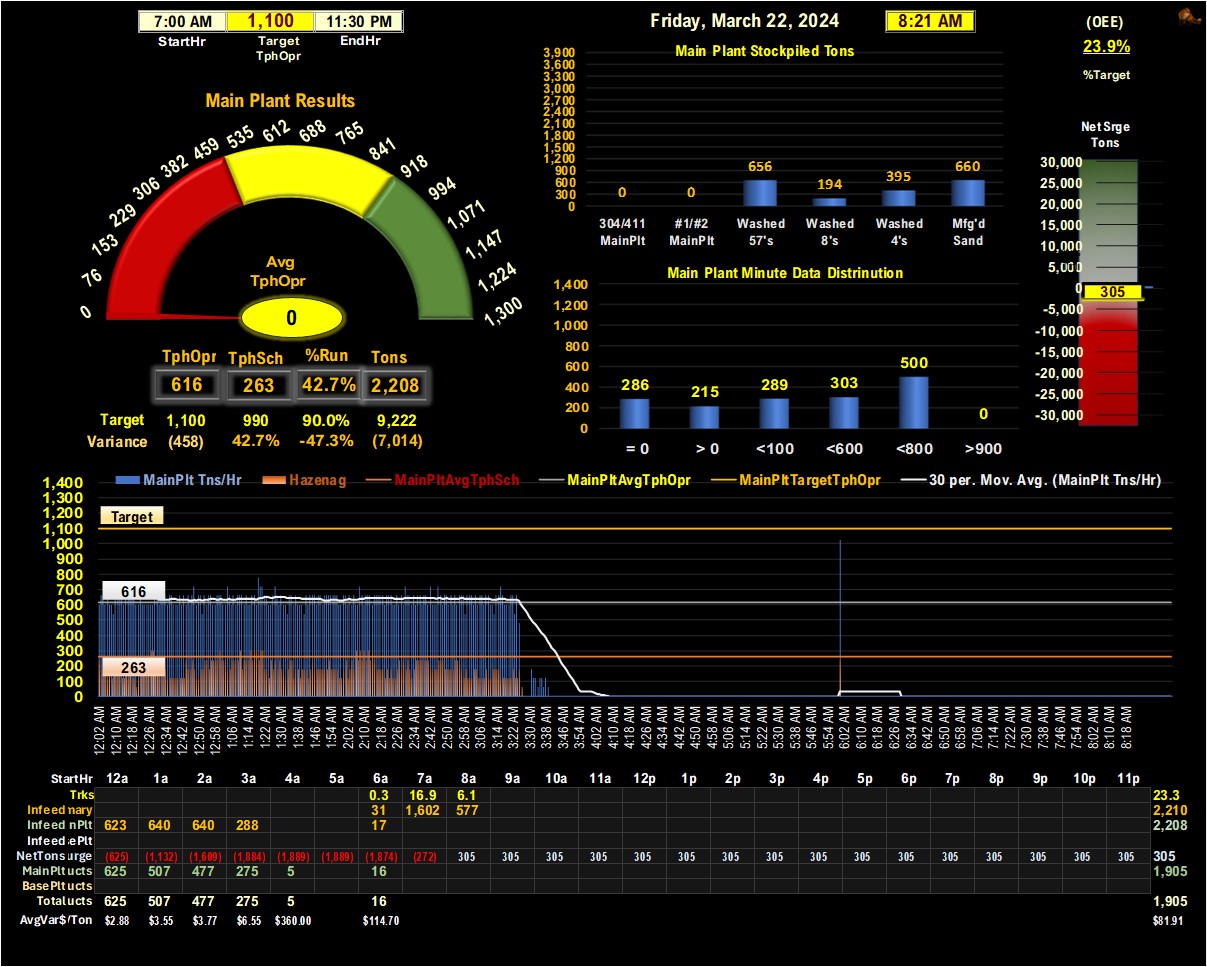 7:00 AM 1,100 11:30 PM
StartHr Target TphOpr EndHr
Friday, March 22, 2024 8:21 AM
(OEE)
23.9%
%Target
Main Plant Results
0 76 153 229 306 382 459 535 612 688 765 841 918 994 1,071 1,147 1,224 1,300
Avg
TphOpr
0
TphOpr TphSch %Run Tons
616 263 42.7% 2,208
Target 1,100 990 90.0% 9,222
Variance (458) 42.7% -47.3% (7,014)
Main Plant Stockpiled Tons
3,900
3,600
3,300
3,000
2,700
2,400
2,100
1,800
1,500
1,200
900
600
300
0
0 0 656 194 395 660
304/411 #1/#2 Washed Washed Washed Mfg'd
MainPlt MainPlt 57's 8's 4's Sand
Main Plant Minute Data Distrinution
1,400
1,200
1,000
800
600
400
200
0
286 215 289 303 500 0
= 0 > 0 <100 <600 <800 >900
Net Srge
Tons
30,000
25,000
20,000
15,000
10,000
5,000
0
305
-5,000
-10,000
-15,000
-20,000
-25,000
-30,000
MainPlt Tns/Hr Hazenag MainPltAvgTphSch MainPltAvgTphOpr MainPltTargetTphOpr 30 per. Mov. Avg. (MainPlt Tns/Hr)
1,400
1,300
1,200
1,100
1,000
900
800
700
600
500
400
300
200
100
0
Target
616
263
12:02 AM 12:10 AM 12:18 AM 12:26 AM 12:34 AM 12:42 AM 12:50 AM 12:58 AM 1:06 AM 1:14 AM 1:22 AM 1:30 AM 1:38 AM 1:46 AM 1:54 AM 2:02 AM 2:10 AM 2:18 AM 2:26 AM 2:34 AM 2:42 AM 2:50 AM 2:58 AM 3:06 AM 3:14 AM 3:22 AM 3:30 AM 3:38 AM 3:46 AM 3:54 AM 4:02 AM 4:10 AM 4:18 AM 4:26 AM 4:34 AM 4:42 AM 4:50 AM 4:58 AM 5:06 AM 5:14 AM 5:22 AM 5:30 AM 5:38 AM 5:46 AM 5:54 AM 6:02 AM 6:10 AM 6:18 AM 6:26 AM 6:34 AM 6:42 AM 6:50 AM 6:58 AM 7:06 AM 7:14 AM 7:22 AM 7:30 AM 7:38 AM 7:46 AM 7:54 AM 8:02 AM 8:10 AM 8:18 AM
StartHr 12a 1a 2a 3a 4a 5a 6a 7a 8a 9a 10a 11a 12p 1p 2p 3p 4p 5p 6p 7p 8p 9p 10p 11p
Trks 0.3 16.9 6.1 23.3
Infeed nary 31 1,602 577 2,210
Infeed nPlt 623 640 640 288 17 2,208
Infeed ePlt
NetTons urge (625) (1,132) (1,609) (1,884) (1,889) (1,889) (1,874) (272) 305 305 305 305 305 305 305 305 305 305 305 305 305 305 305 305 305
MainPlt ucts 625 507 477 275 5 16 1,905
BasePlt ucts
Total ucts 625 507 477 275 5 16 1,905
AvgVar$/Ton $2.88 $3.55 $3.77 $6.55 $360.00 $114.70 $81.91